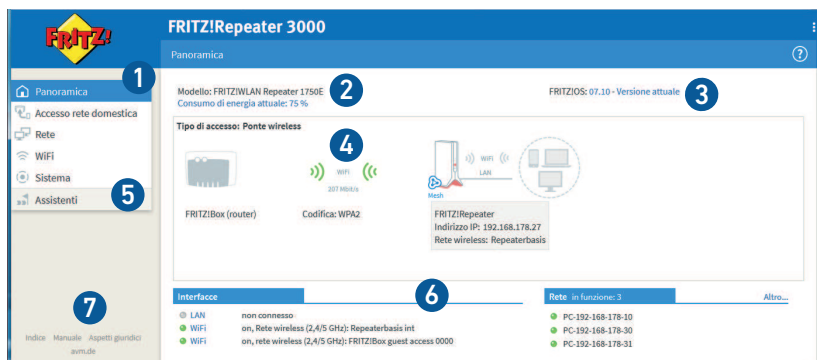 FRITZ!
FRITZ!Repeater 3000
Panoramica
?
1
Panoramica
Accesso rete domestica
Rete
WiFi
Sistema
Assistenti
5
Modello: FRITZ!WLAN Repeater 1750E
Consumo di energia attuale: 75 %
2
FRITZ!OS: 07.10 - Versione attuale
3
Tipo di accesso: Ponte wireless
4
WiFi
207 Mbit/s
WiFi
LAN
Mesh
FRITZ!Box (router)
Codifica: WPA2
FRITZ!Repeater
Indirizzo IP: 192.168.178.27
Rete wireless: Repeaterbasis
6
Interfacce
LAN non connesso
WiFi on, Rete wireless (2,4/5 GHz): Repeaterbasis int
WiFi on, rete wireless (2,4/5 GHz): FRITZ!Box guest access 0000
Rete in funzione: 3
Altro...
PC-192-168-178-10
PC-192-168-178-30
PC-192-168-178-31
7
Indice Manuale Aspetti giuridici
avm.de